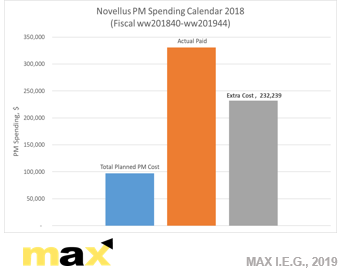 Novellus PM Spending Calendar 2018
(Fiscal ww201840-ww201944)
PM Spending, $
350,000
300,000
250,000
200,000
150,000
100,000
50,000
-
Total Planned PM Cost
Actual Paid
Extra Cost , 232,239
max
MAX I.E.G., 2019